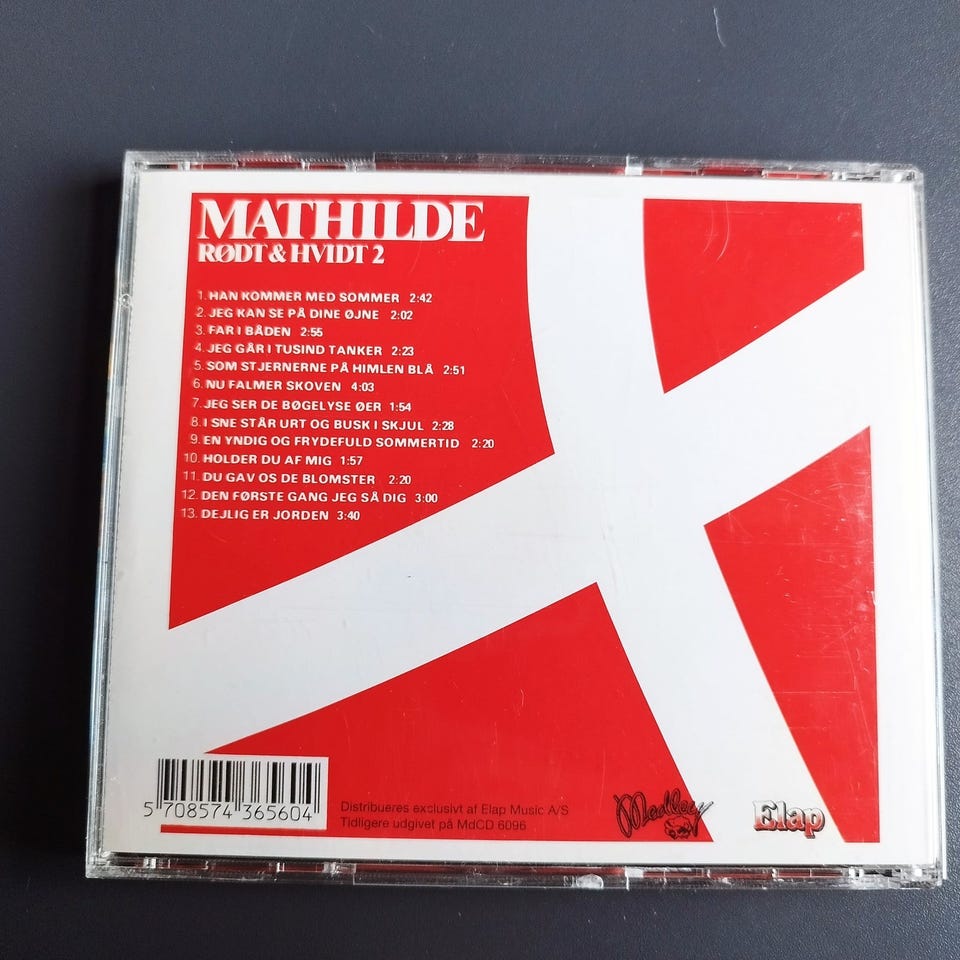 MATHILDE
RØDT & HVIDT 2
1. HAN KOMMER MED SOMMER 2:42
2. JEG KAN SE PÅ DINE ØJNE 2:02
3. FAR I BÅDEN 2:55
4. JEG GÅR I TUSIND TANKER 2:23
5. SOM STJERNERNE PÅ HIMLEN BLÅ 2:51
6. NU FALMER SKOVEN 4:03
7. JEG SER DE BØGELYSE ØER 1:54
8. I SNE STÅR URT OG BUSK I SKJUL 2:28
9. EN YNDIG OG FRYDEFULD SOMMERTID 2:20
10. HOLDER DU AF MIG 1:57
11. DU GAV OS DE BLOMSTER 2:20
12. DEN FØRSTE GANG JEG SÅ DIG 3:00
13. DEJLIG ER JORDEN 3:40
5 708574 365604
Distribueres exclusivt af Elap Music A/S
Tidligere udgivet på MdCD 6096
Medley
Elap